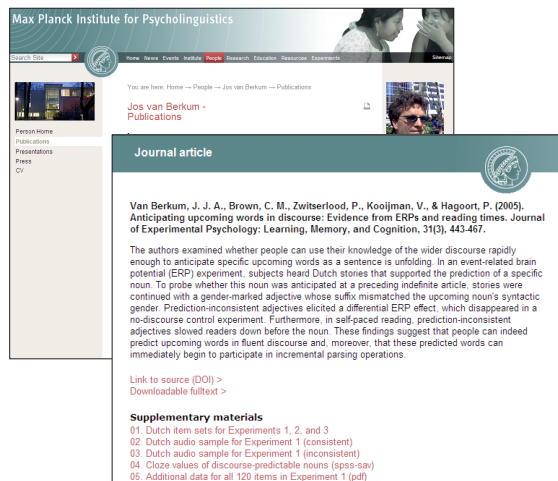 Max Planck Institute for Psycholinguistics
Search Site
Home News Events Institute People Research Education Resources Experiments
Sitemap
You are here: Home → People → Jos van Berkum → Publications
Jos van Berkum -
Publications
Person Home
Publications
Presentations
Press
CV
Journal article
Van Berkum, J. J. A., Brown, C. M., Zwitserlood, P., Kooijman, V., & Hagoort, P. (2005).
Anticipating upcoming words in discourse: Evidence from ERPs and reading times. Journal
of Experimental Psychology: Learning, Memory, and Cognition, 31(3), 443-467.
The authors examined whether people can use their knowledge of the wider discourse rapidly
enough to anticipate specific upcoming words as a sentence is unfolding. In an event-related brain
potential (ERP) experiment, subjects heard Dutch stories that supported the prediction of a specific
noun. To probe whether this noun was anticipated at a preceding indefinite article, stories were
continued with a gender-marked adjective whose suffix mismatched the upcoming noun's syntactic
gender. Prediction-inconsistent adjectives elicited a differential ERP effect, which disappeared in a
no-discourse control experiment. Furthermore, in self-paced reading, prediction-inconsistent
adjectives slowed readers down before the noun. These findings suggest that people can indeed
predict upcoming words in fluent discourse and, moreover, that these predicted words can
immediately begin to participate in incremental parsing operations.
Link to source (DOI) >
Downloadable fulltext >
Supplementary materials
01. Dutch item sets for Experiments 1, 2, and 3
02. Dutch audio sample for Experiment 1 (consistent)
03. Dutch audio sample for Experiment 1 (inconsistent)
04. Cloze values of discourse-predictable nouns (spss-sav)
05. Additional data for all 120 items in Experiment 1 (pdf)